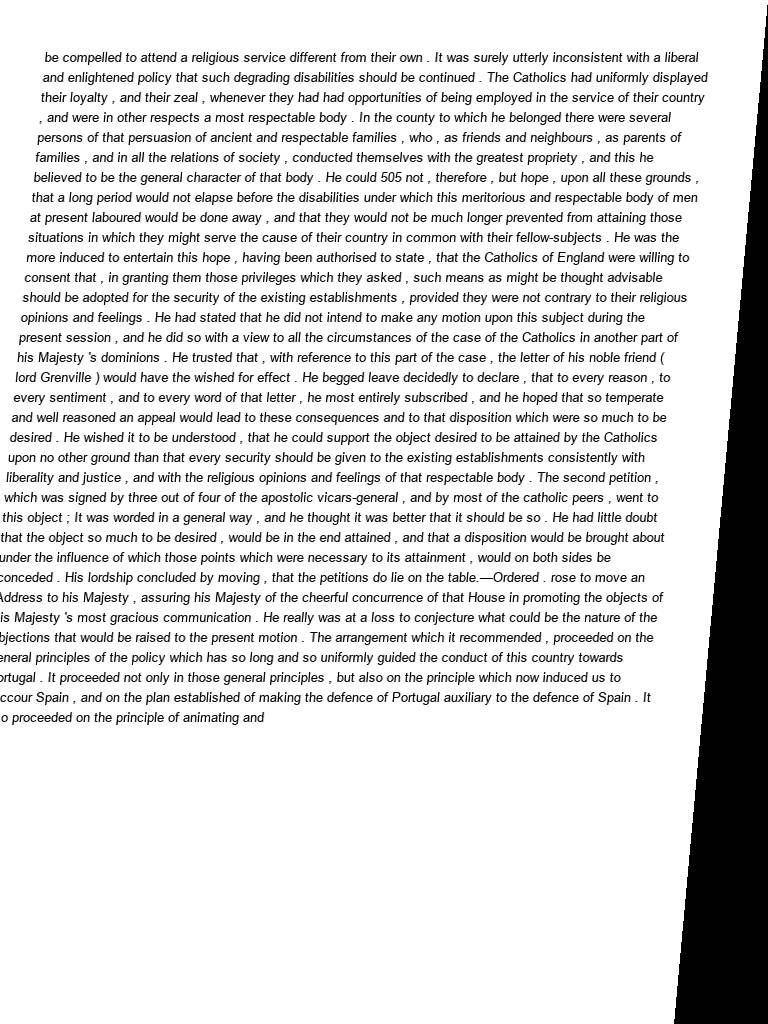 be compelled to attend a religious service different from their own . It was surely utterly inconsistent with a liberal
and enlightened policy that such degrading disabilities should be continued . The Catholics had uniformly displayed
their loyalty , and their zeal , whenever they had had opportunities of being employed in the service of their country
, and were in other respects a most respectable body . In the county to which he belonged there were several
persons of that persuasion of ancient and respectable families , who , as friends and neighbours , as parents of
families , and in all the relations of society , conducted themselves with the greatest propriety , and this he
believed to be the general character of that body . He could 505 not , therefore , but hope , upon all these grounds ,
that a long period would not elapse before the disabilities under which this meritorious and respectable body of men
at present laboured would be done away , and that they would not be much longer prevented from attaining those
situations in which they might serve the cause of their country in common with their fellow-subjects . He was the
more induced to entertain this hope , having been authorised to state , that the Catholics of England were willing to
consent that , in granting them those privileges which they asked , such means as might be thought advisable
should be adopted for the security of the existing establishments , provided they were not contrary to their religious
opinions and feelings . He had stated that he did not intend to make any motion upon this subject during the
present session , and he did so with a view to all the circumstances of the case of the Catholics in another part of
his Majesty 's dominions . He trusted that , with reference to this part of the case , the letter of his noble friend (
lord Grenville ) would have the wished for effect . He begged leave decidedly to declare , that to every reason , to
every sentiment , and to every word of that letter , he most entirely subscribed , and he hoped that so temperate
and well reasoned an appeal would lead to these consequences and to that disposition which were so much to be
desired . He wished it to be understood , that he could support the object desired to be attained by the Catholics
upon no other ground than that every security should be given to the existing establishments consistently with
liberality and justice , and with the religious opinions and feelings of that respectable body . The second petition ,
which was signed by three out of four of the apostolic vicars-general , and by most of the catholic peers , went to
this object ; It was worded in a general way , and he thought it was better that it should be so . He had little doubt
that the object so much to be desired , would be in the end attained , and that a disposition would be brought about
under the influence of which those points which were necessary to its attainment , would on both sides be
conceded . His lordship concluded by moving , that the petitions do lie on the table.—Ordered . rose to move an
Address to his Majesty , assuring his Majesty of the cheerful concurrence of that House in promoting the objects of
is Majesty 's most gracious communication . He really was at a loss to conjecture what could be the nature of the
bjections that would be raised to the present motion . The arrangement which it recommended , proceeded on the
eneral principles of the policy which has so long and so uniformly guided the conduct of this country towards
ortugal . It proceeded not only in those general principles , but also on the principle which now induced us to
ccour Spain , and on the plan established of making the defence of Portugal auxiliary to the defence of Spain . It
o proceeded on the principle of animating and